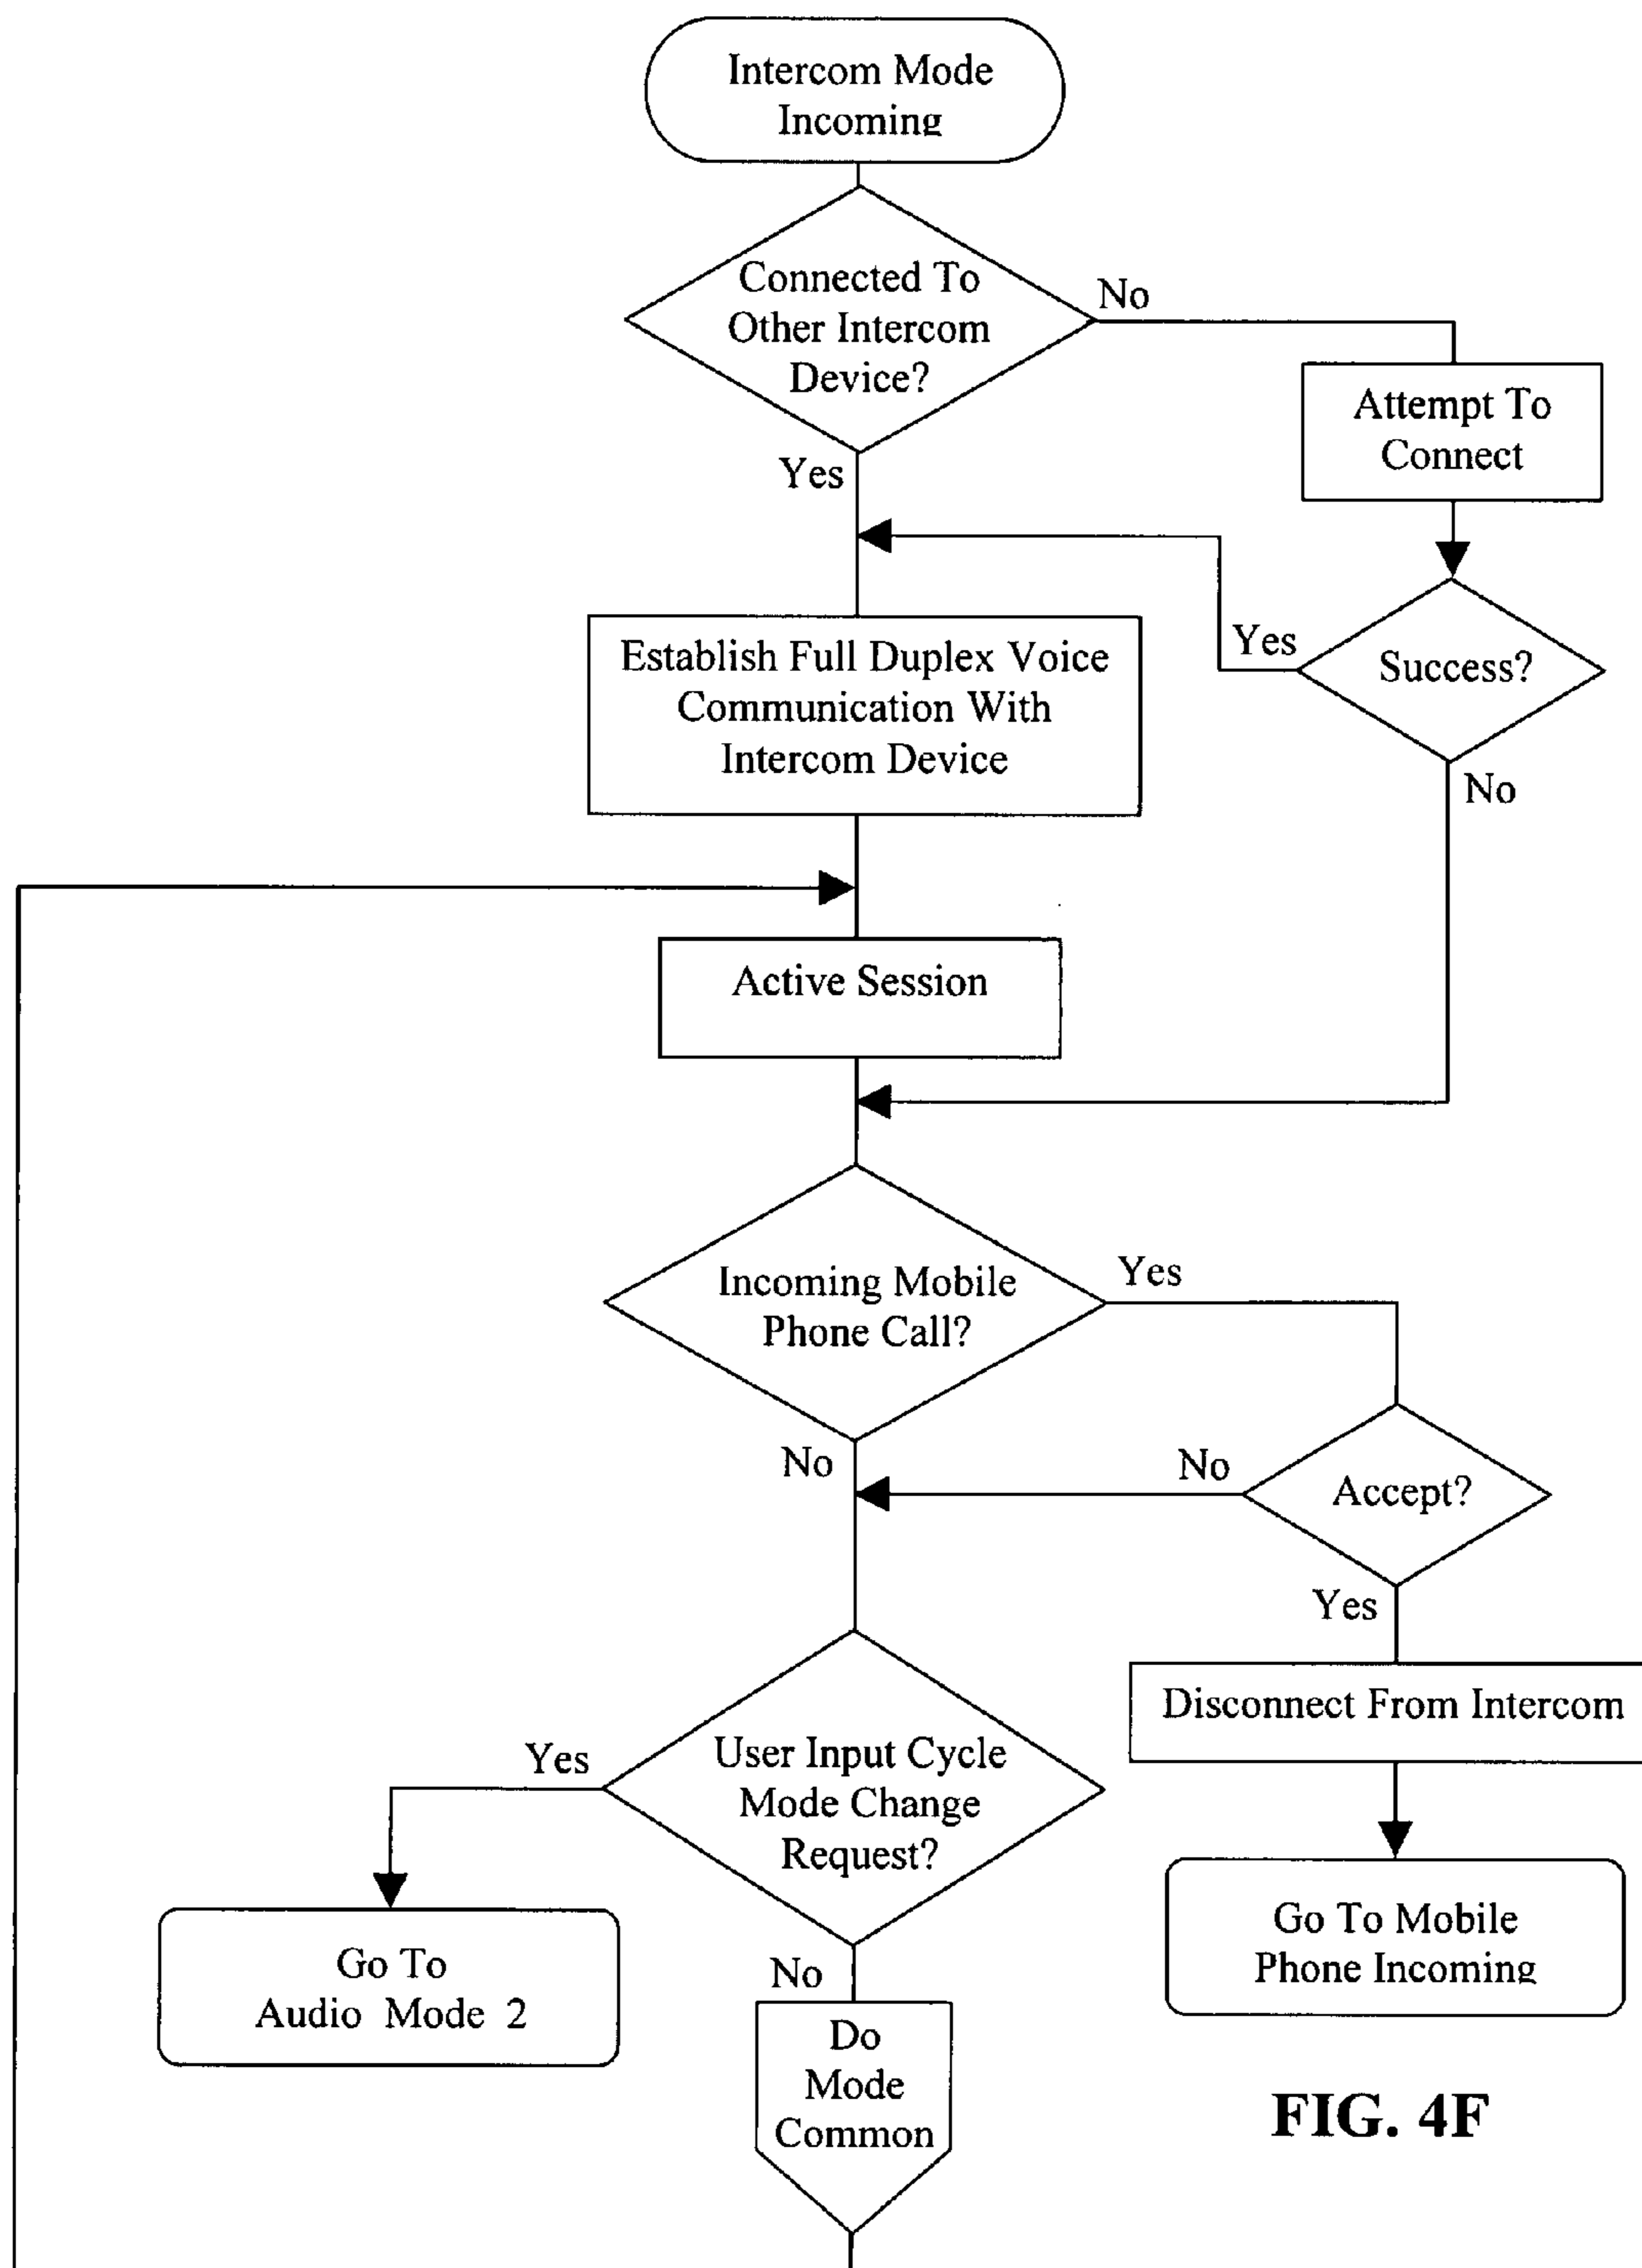 Intercom Mode
Incoming
Connected To
Other Intercom
Device?
No
Attempt To
Connect
Yes
Yes
Success?
Establish Full Duplex Voice
Communication With
Intercom Device
No
Active Session
Incoming Mobile
Phone Call?
Yes
No
No
Accept?
Yes
Disconnect From Intercom
Yes
User Input Cycle
Mode Change
Request?
Go To Mobile
Phone Incoming
Go To
Audio Mode 2
No
Do
Mode
Common
FIG. 4F